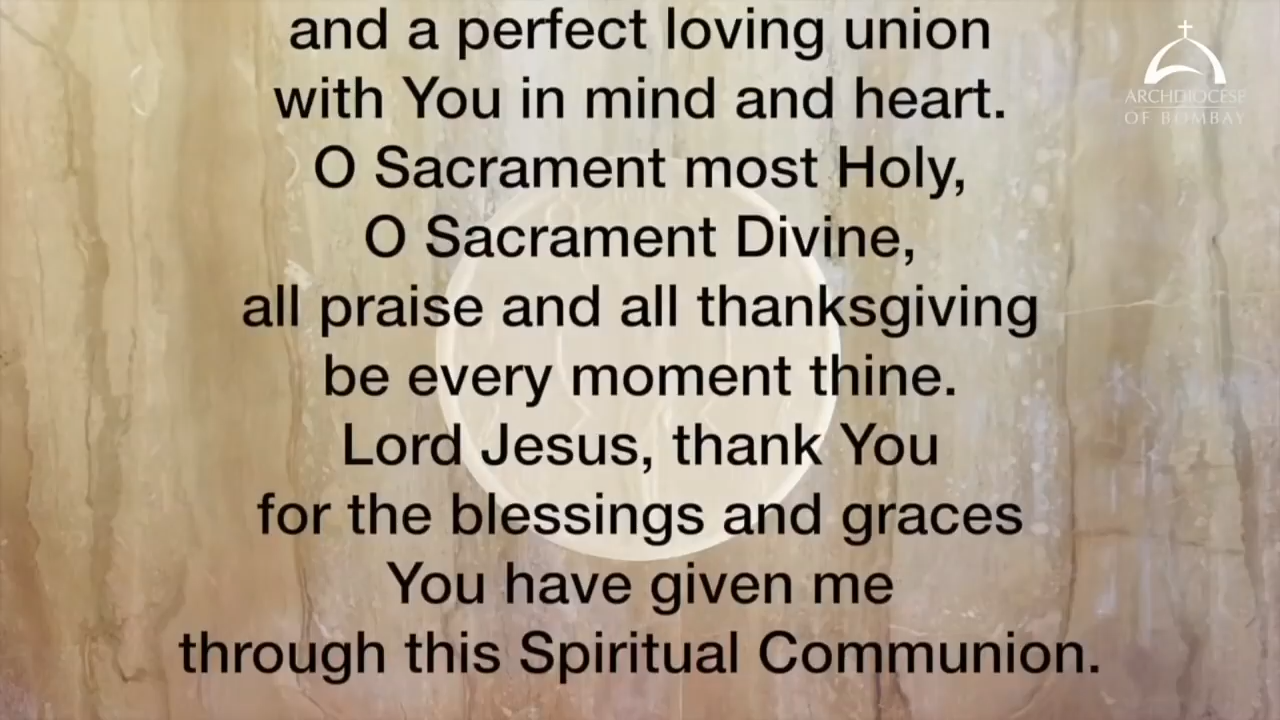 and a perfect loving union
with You in mind and heart.
O Sacrament most Holy,
O Sacrament Divine,
all praise and all thanksgiving
be every moment thine.
Lord Jesus, thank You
for the blessings and graces
You have given me
through this Spiritual Communion.
ARCHDIOCESE
OF BOMBAY